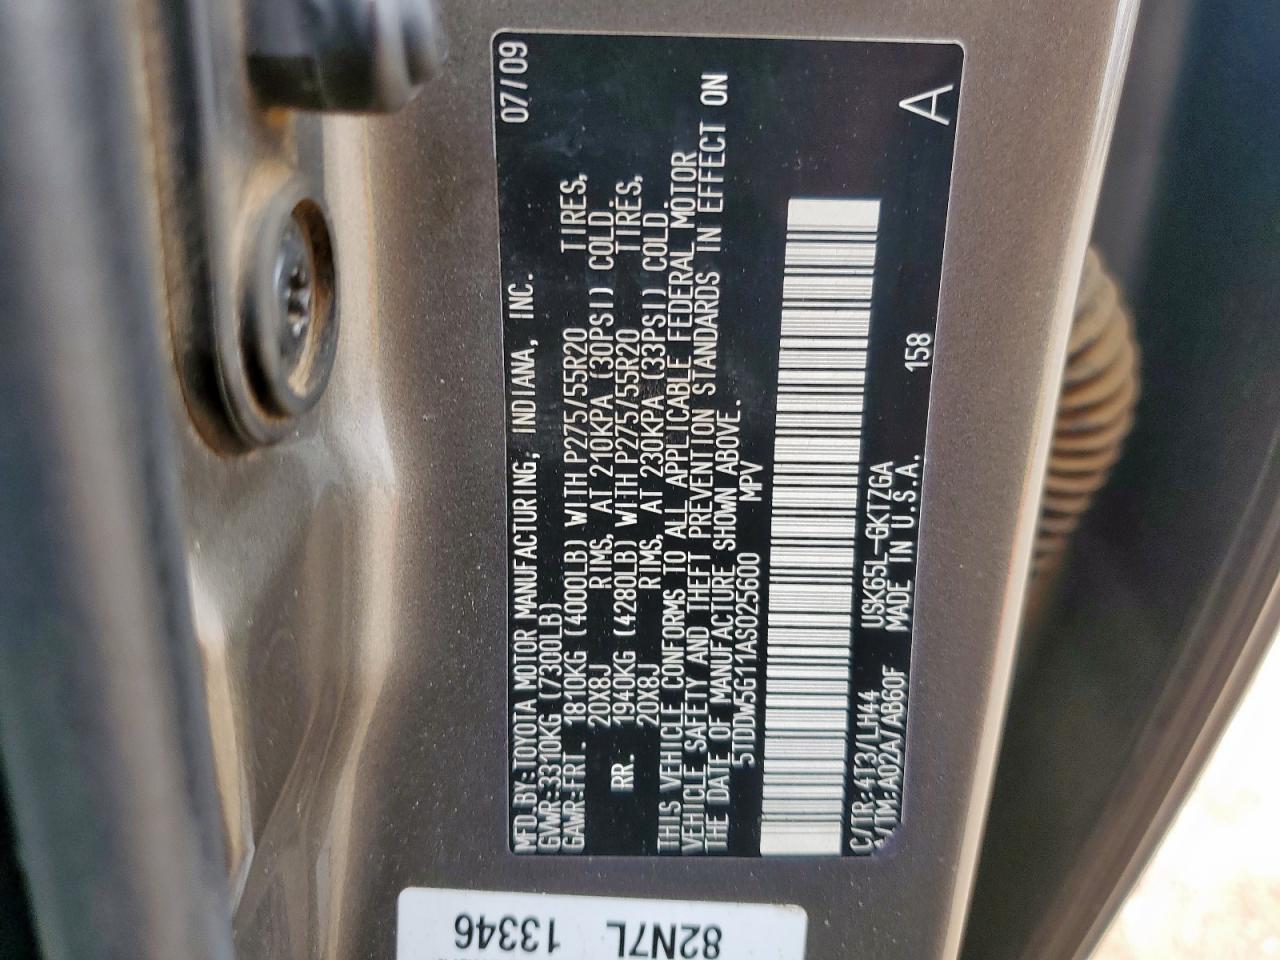 MFD.BY:TOYOTA MOTOR MANUFACTURING, INDIANA, INC. 07/09
GVWR:3310KG (7300LB)
GAWR:FRT. 1810KG (4000LB) WITH P275/55R20 TIRES,
20X8J RIMS, AT 210KPA (30PSI) COLD.
RR. 1940KG (4280LB) WITH P275/55R20 TIRES,
20X8J RIMS, AT 230KPA (33PSI) COLD.
THIS VEHICLE CONFORMS TO ALL APPLICABLE FEDERAL MOTOR
VEHICLE SAFETY AND THEFT PREVENTION STANDARDS IN EFFECT ON
THE DATE OF MANUFACTURE SHOWN ABOVE.
5TDDW5G11AS025600 MPV
C/TR:4T3/LH44 USK65L-GKTZGA 158
A/TM:A02A/AB60F MADE IN U.S.A. A
82N7L
13346